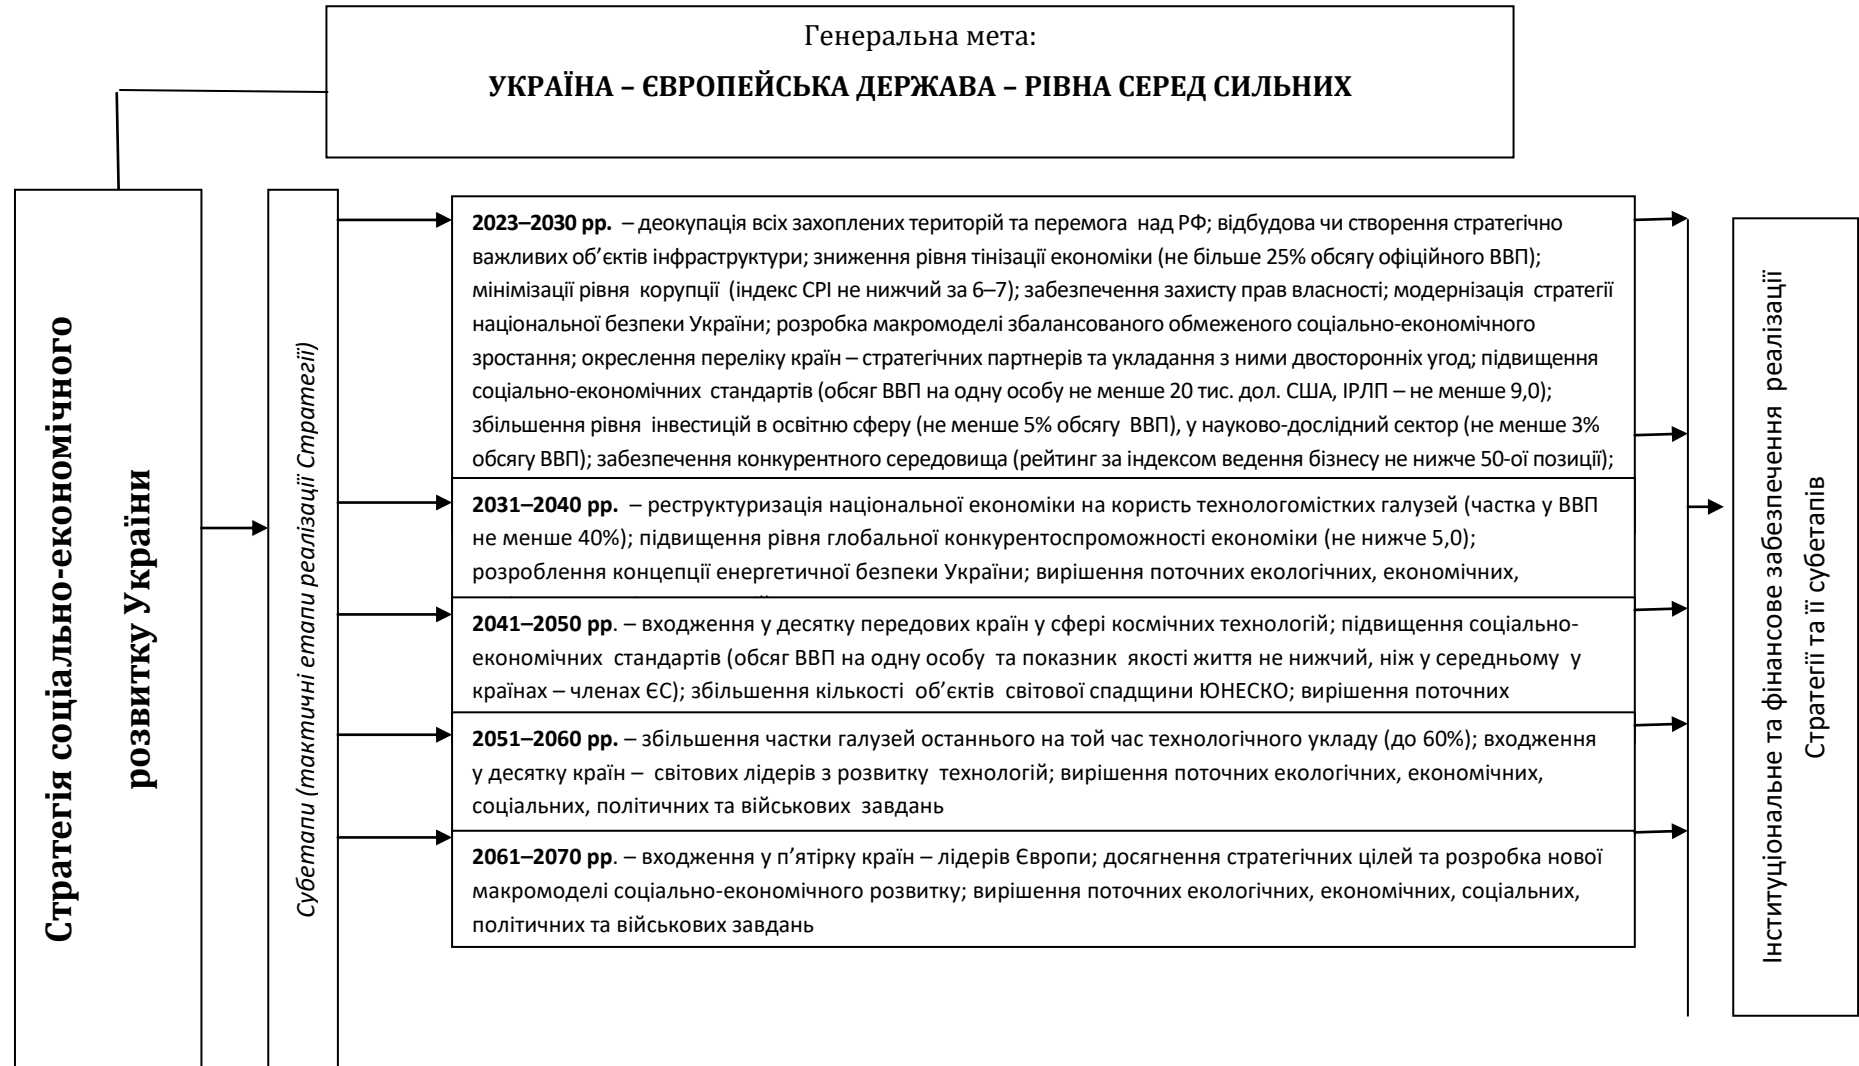 Генеральна мета:
УКРАЇНА – ЄВРОПЕЙСЬКА ДЕРЖАВА – РІВНА СЕРЕД СИЛЬНИХ
Стратегія соціально-економічного
розвитку України
Субетапи (тактичні етапи реалізації Стратегії)
2023–2030 рр. – деокупація всіх захоплених територій та перемога над РФ; відбудова чи створення стратегічно
важливих об’єктів інфраструктури; зниження рівня тінізації економіки (не більше 25% обсягу офіційного ВВП);
мінімізації рівня корупції (індекс СРІ не нижчий за 6–7); забезпечення захисту прав власності; модернізація стратегії
національної безпеки України; розробка макромоделі збалансованого обмеженого соціально-економічного
зростання; окреслення переліку країн – стратегічних партнерів та укладання з ними двосторонніх угод; підвищення
соціально-економічних стандартів (обсяг ВВП на одну особу не менше 20 тис. дол. США, ІРЛП – не менше 9,0);
збільшення рівня інвестицій в освітню сферу (не менше 5% обсягу ВВП), у науково-дослідний сектор (не менше 3%
обсягу ВВП); забезпечення конкурентного середовища (рейтинг за індексом ведення бізнесу не нижче 50-ої позиції);
2031–2040 рр. – реструктуризація національної економіки на користь технологомістких галузей (частка у ВВП
не менше 40%); підвищення рівня глобальної конкурентоспроможності економіки (не нижче 5,0);
розроблення концепції енергетичної безпеки України; вирішення поточних екологічних, економічних,
2041–2050 рр. – входження у десятку передових країн у сфері космічних технологій; підвищення соціально-
економічних стандартів (обсяг ВВП на одну особу та показник якості життя не нижчий, ніж у середньому у
країнах – членах ЄС); збільшення кількості об’єктів світової спадщини ЮНЕСКО; вирішення поточних
2051–2060 рр. – збільшення частки галузей останнього на той час технологічного укладу (до 60%); входження
у десятку країн – світових лідерів з розвитку технологій; вирішення поточних екологічних, економічних,
соціальних, політичних та військових завдань
2061–2070 рр. – входження у п’ятірку країн – лідерів Європи; досягнення стратегічних цілей та розробка нової
макромоделі соціально-економічного розвитку; вирішення поточних екологічних, економічних, соціальних,
політичних та військових завдань
Інституціональне та фінансове забезпечення реалізації
Стратегії та її субетапів